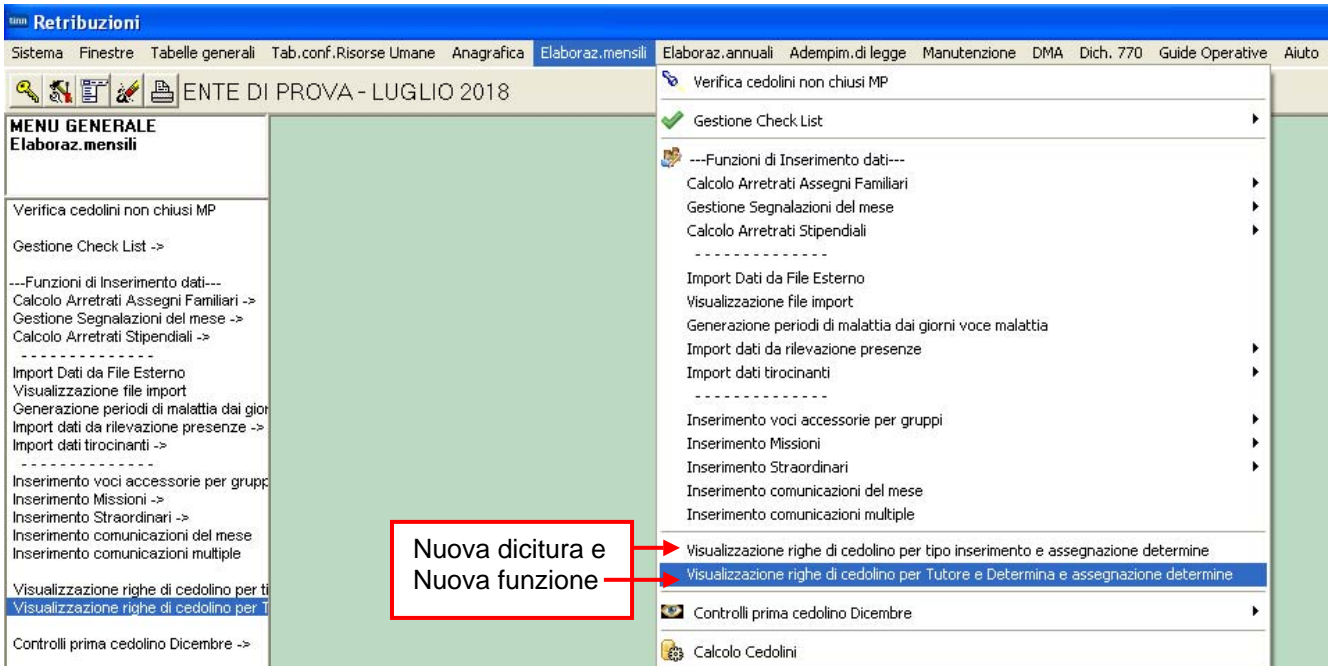 tinn Retribuzioni
Sistema Finestre Tabelle generali Tab.conf.Risorse Umane Anagrafica Elaboraz.mensili Elaboraz.annuali Adempim.di legge Manutenzione DMA Dich. 770 Guide Operative Aiuto
ENTE DI PROVA - LUGLIO 2018
MENU GENERALE
Elaboraz.mensili
Verifica cedolini non chiusi MP
Gestione Check List ->
---Funzioni di Inserimento dati---
Calcolo Arretrati Assegni Familiari ->
Gestione Segnalazioni del mese ->
Calcolo Arretrati Stipendiali ->
- - - - - - - - - - - - - -
Import Dati da File Esterno
Visualizzazione file import
Generazione periodi di malattia dai gior
Import dati da rilevazione presenze ->
Import dati tirocinanti ->
- - - - - - - - - - - - - -
Inserimento voci accessorie per grupp
Inserimento Missioni ->
Inserimento Straordinari ->
Inserimento comunicazioni del mese
Inserimento comunicazioni multiple
Visualizzazione righe di cedolino per ti
Visualizzazione righe di cedolino per T
Controlli prima cedolino Dicembre ->
Verifica cedolini non chiusi MP
Gestione Check List
---Funzioni di Inserimento dati---
Calcolo Arretrati Assegni Familiari
Gestione Segnalazioni del mese
Calcolo Arretrati Stipendiali
- - - - - - - - - - - - - -
Import Dati da File Esterno
Visualizzazione file import
Generazione periodi di malattia dai giorni voce malattia
Import dati da rilevazione presenze
Import dati tirocinanti
- - - - - - - - - - - - - -
Inserimento voci accessorie per gruppi
Inserimento Missioni
Inserimento Straordinari
Inserimento comunicazioni del mese
Inserimento comunicazioni multiple
Visualizzazione righe di cedolino per tipo inserimento e assegnazione determine
Visualizzazione righe di cedolino per Tutore e Determina e assegnazione determine
Controlli prima cedolino Dicembre
Calcolo Cedolini
Nuova dicitura e
Nuova funzione